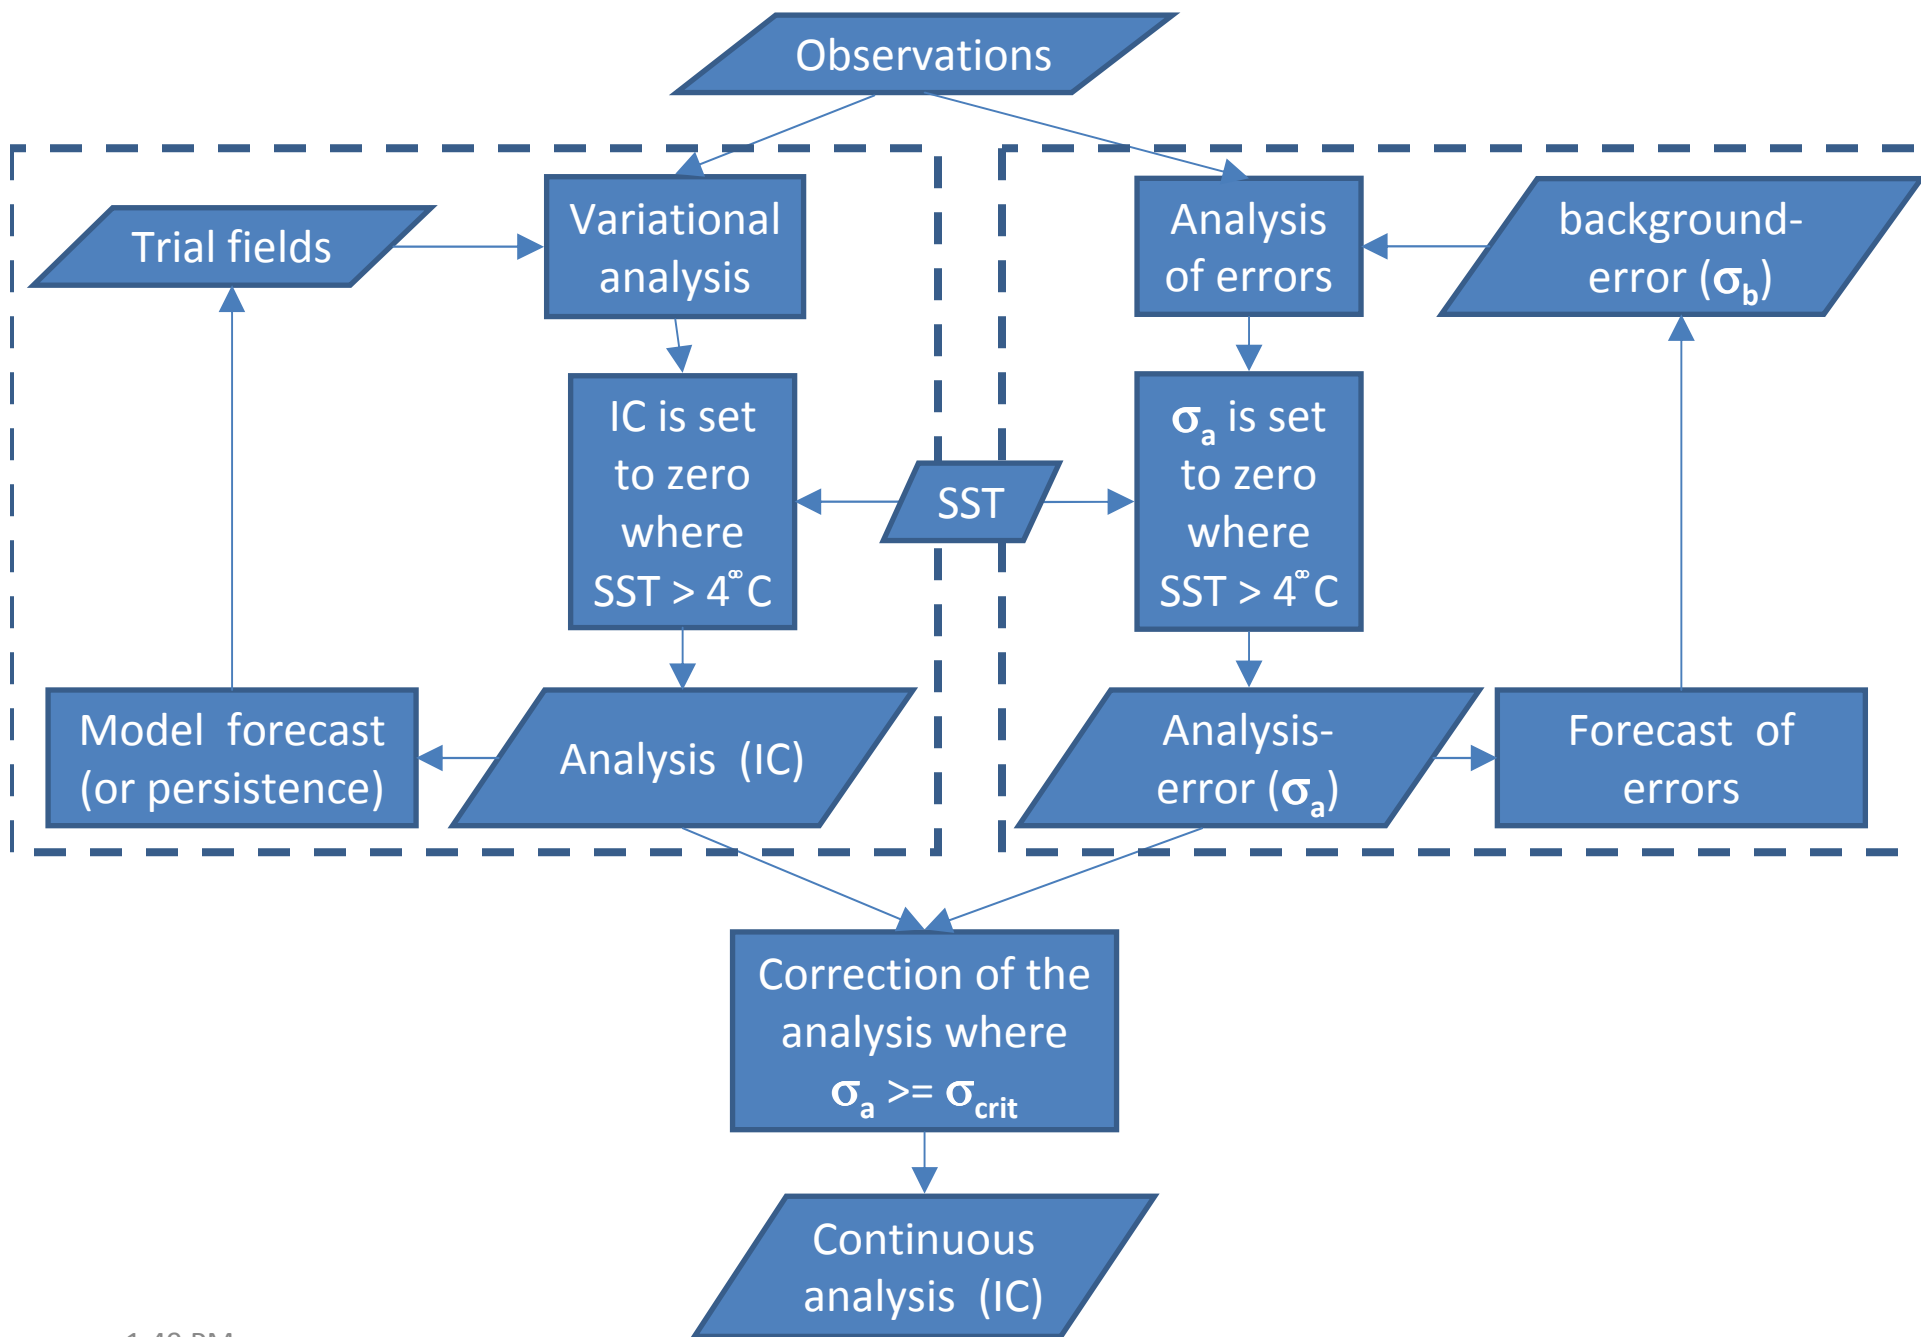 Observations
Variational
analysis
Trial fields
Analysis
of errors
background-
error (σb)
IC is set
to zero
where
SST > 4°C
SST
σa is set
to zero
where
SST > 4°C
Model forecast
(or persistence)
Analysis (IC)
Analysis-
error (σa)
Forecast of
errors
Correction of the
analysis where
σa >= σcrit
Continuous
analysis (IC)